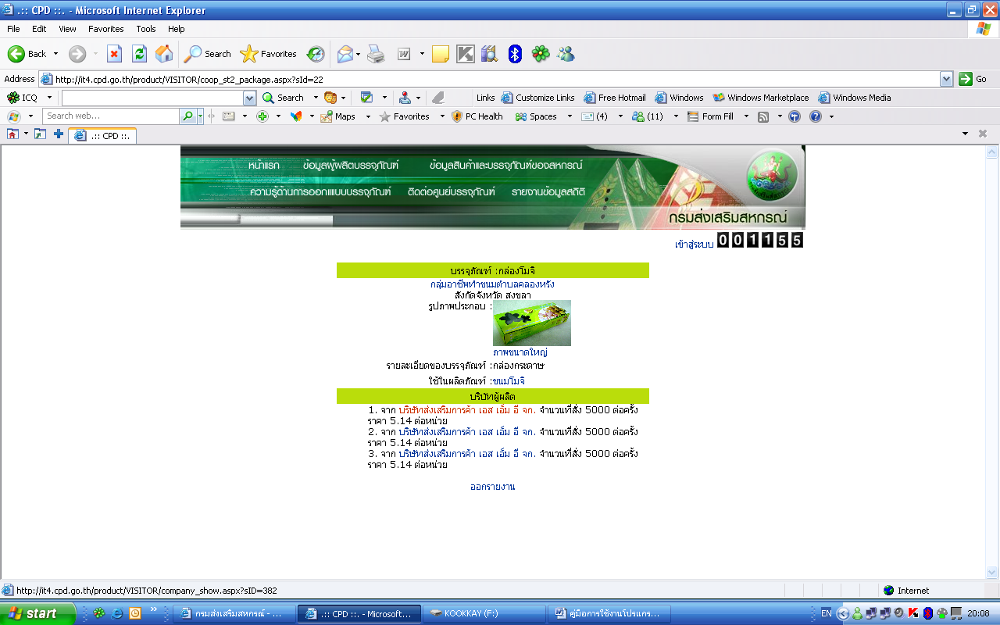 .:: CPD ::. - Microsoft Internet Explorer
File Edit View Favorites Tools Help
Back Search Favorites
Address http://it4.cpd.go.th/product/VISITOR/coop_st2_package.aspx?sId=22 Go
ICQ Search Links Customize Links Free Hotmail Windows Windows Marketplace Windows Media
Search web... Maps Favorites PC Health Spaces (4) (11) Form Fill
.:: CPD ::.
หน้าแรก ข้อมูลผู้ผลิตบรรจุภัณฑ์ ข้อมูลสินค้าและบรรจุภัณฑ์ของสหกรณ์
ความรู้ด้านการออกแบบบรรจุภัณฑ์ ติดต่อศูนย์บรรจุภัณฑ์ รายงานข้อมูลสถิติ
กรมส่งเสริมสหกรณ์
เข้าสู่ระบบ 001155
บรรจุภัณฑ์ :กล่องโมจิ
กลุ่มอาชีพทำขนมตำบลคลองหรัง
สังกัดจังหวัด สงขลา
รูปภาพประกอบ :
ภาพขนาดใหญ่
รายละเอียดของบรรจุภัณฑ์ :กล่องกระดาษ
ใช้ในผลิตภัณฑ์ :ขนมโมจิ
บริษัทผู้ผลิต
1. จาก บริษัทส่งเสริมการค้า เอส เอ็ม อี จก. จำนวนที่สั่ง 5000 ต่อครั้ง
ราคา 5.14 ต่อหน่วย
2. จาก บริษัทส่งเสริมการค้า เอส เอ็ม อี จก. จำนวนที่สั่ง 5000 ต่อครั้ง
ราคา 5.14 ต่อหน่วย
3. จาก บริษัทส่งเสริมการค้า เอส เอ็ม อี จก. จำนวนที่สั่ง 5000 ต่อครั้ง
ราคา 5.14 ต่อหน่วย
ออกรายงาน
http://it4.cpd.go.th/product/VISITOR/company_show.aspx?sID=382 Internet
start กรมส่งเสริมสหกรณ์ - ... .:: CPD ::. - Microsoft... KOOKKAY (F:) คู่มือการใช้งานโปรแกร... EN 20:08